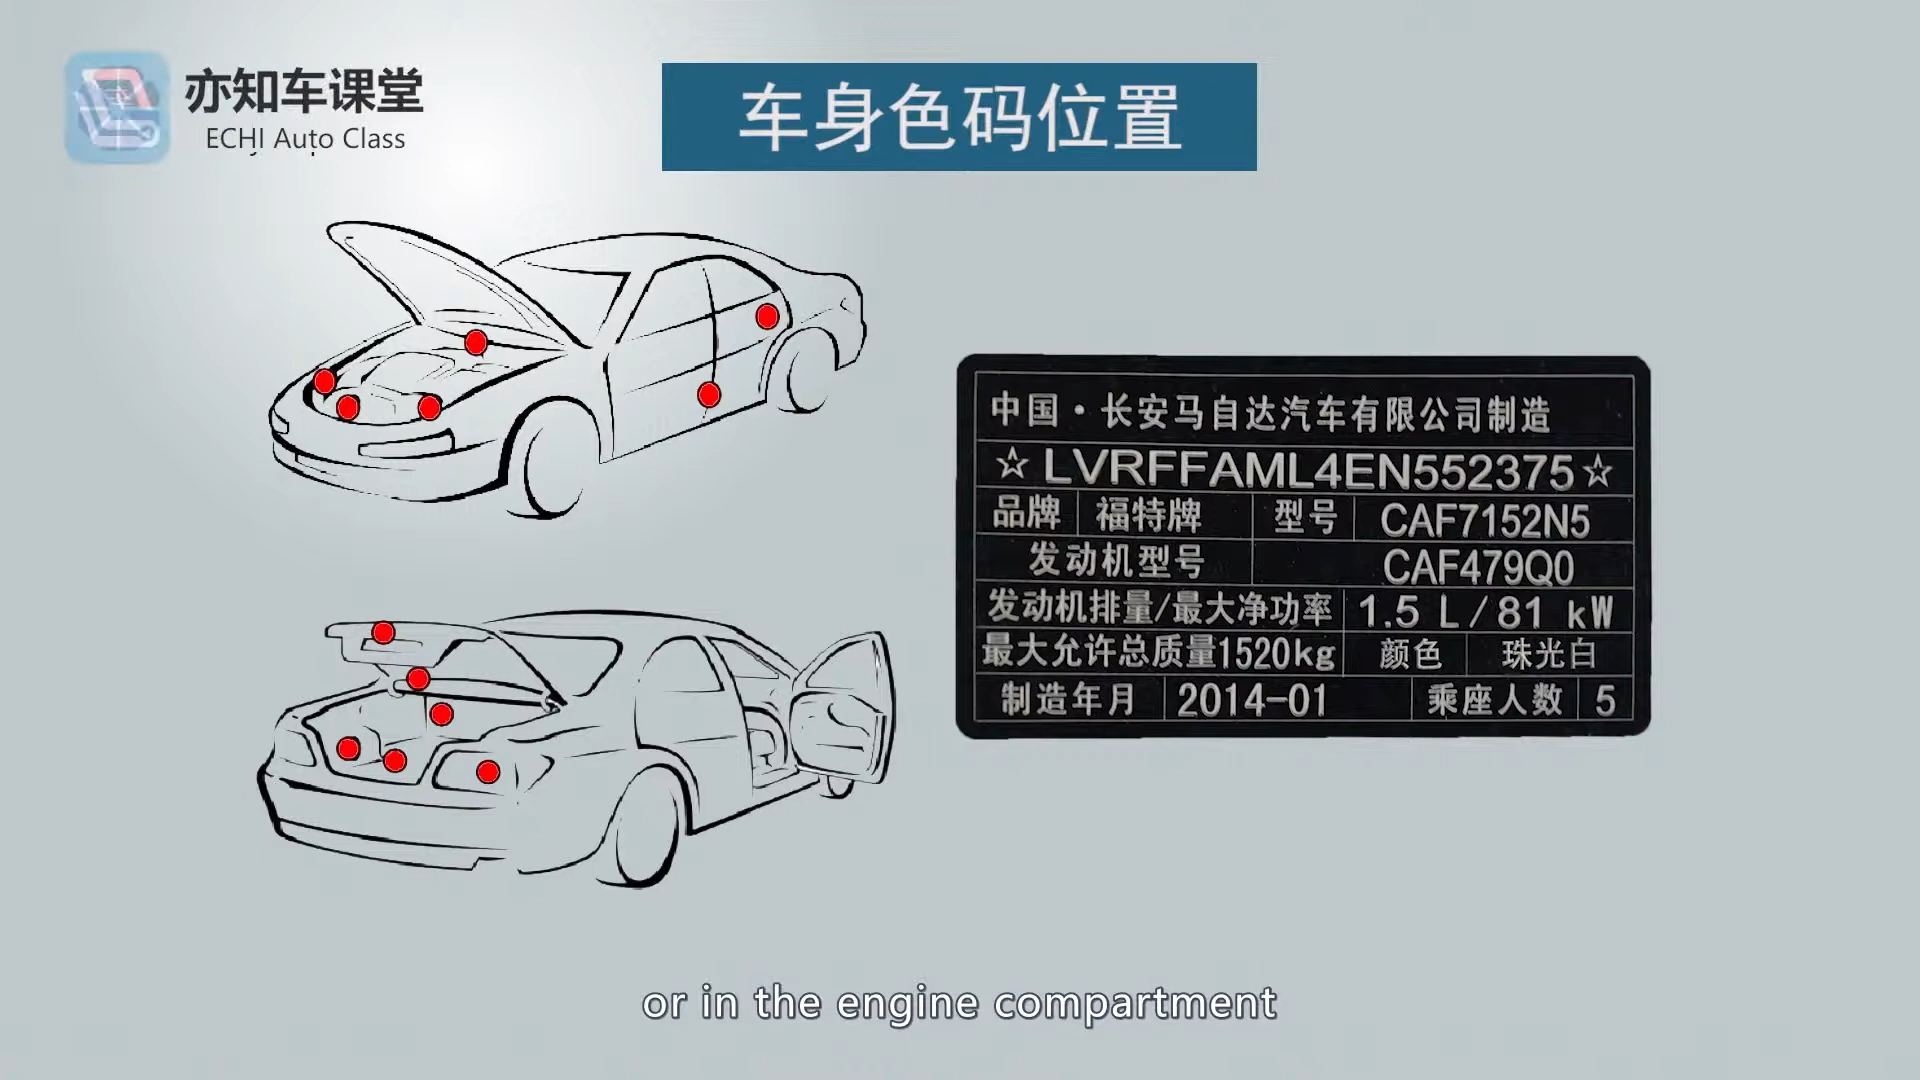 亦知车课堂
ECHI Auto Class
车身色码位置
中国·长安马自达汽车有限公司制造
☆LVRFFAML4EN552375☆
品牌 福特牌 型号 CAF7152N5
发动机型号 CAF479Q0
发动机排量/最大净功率 1.5 L/81 kW
最大允许总质量1520kg 颜色 珠光白
制造年月 2014-01 乘座人数 5
or in the engine compartment